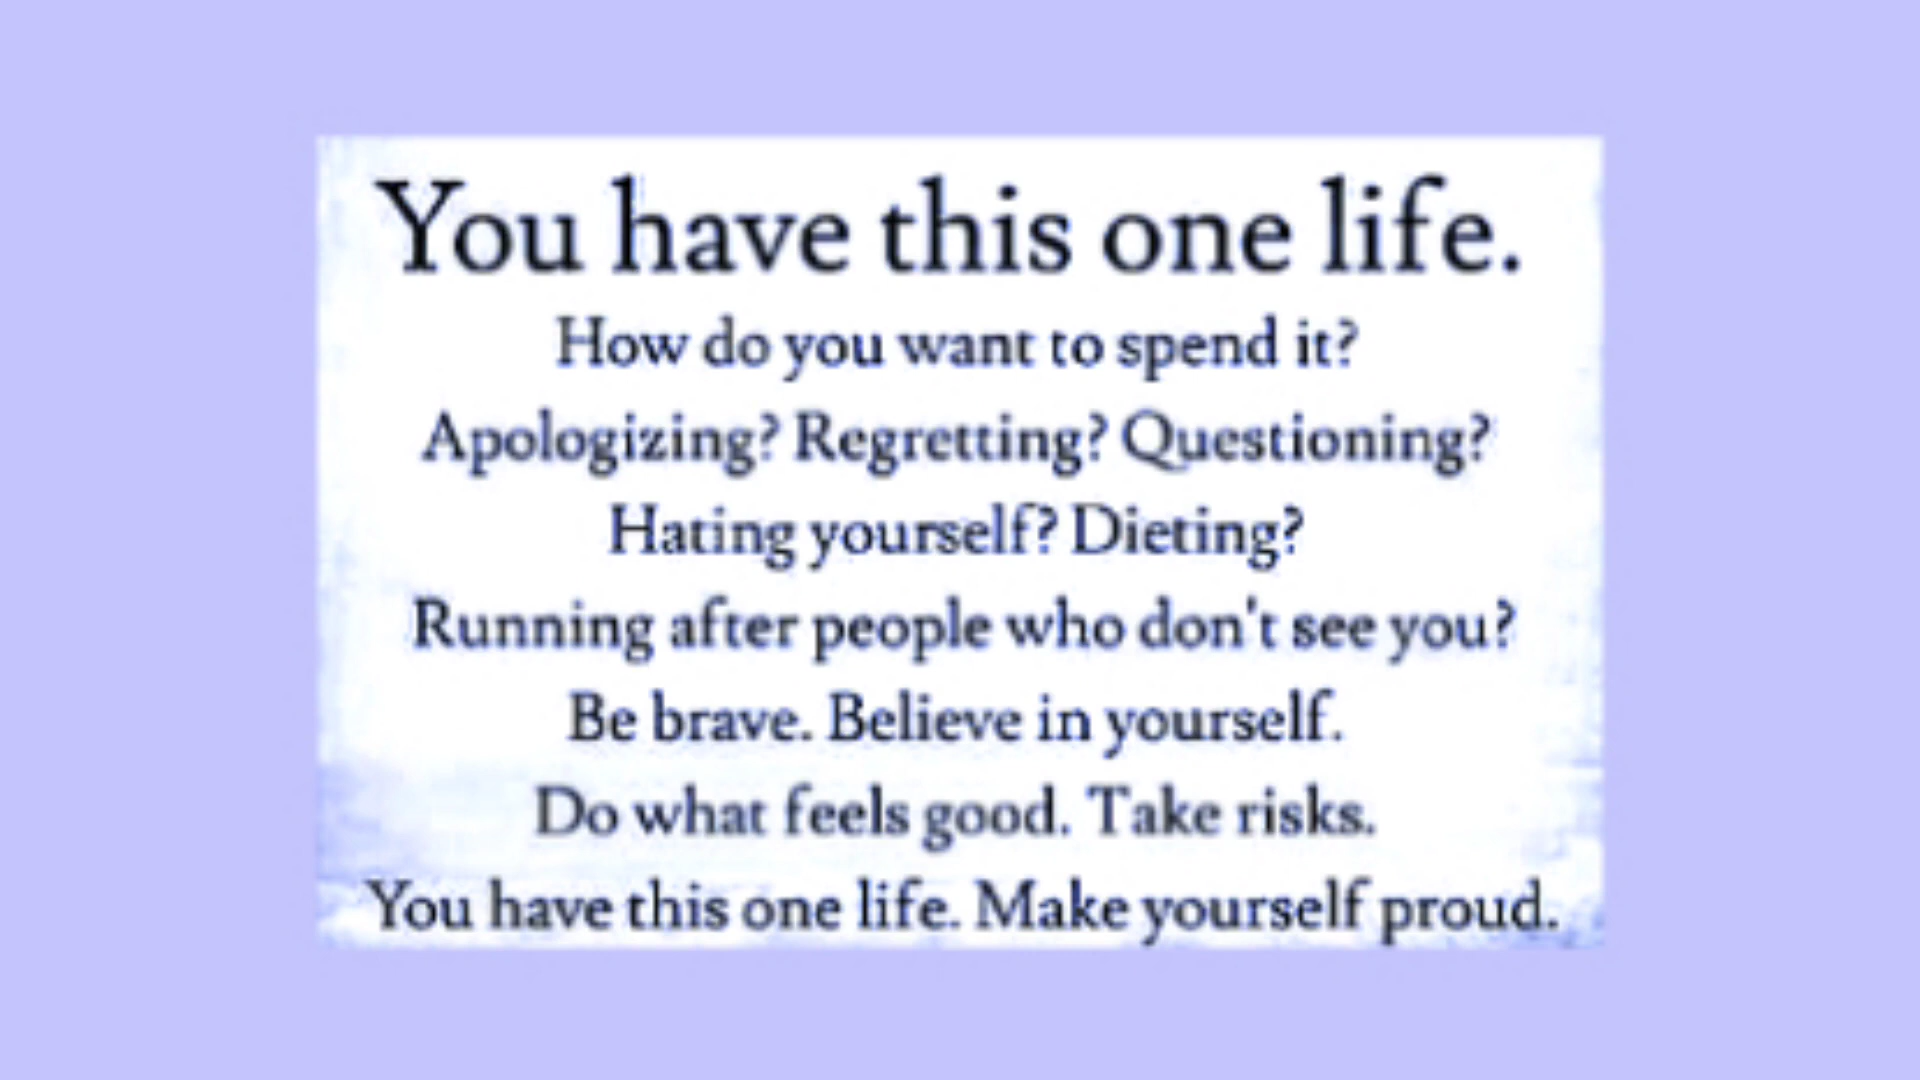 You have this one life.
How do you want to spend it?
Apologizing? Regretting? Questioning?
Hating yourself? Dieting?
Running after people who don't see you?
Be brave. Believe in yourself.
Do what feels good. Take risks.
You have this one life. Make yourself proud.